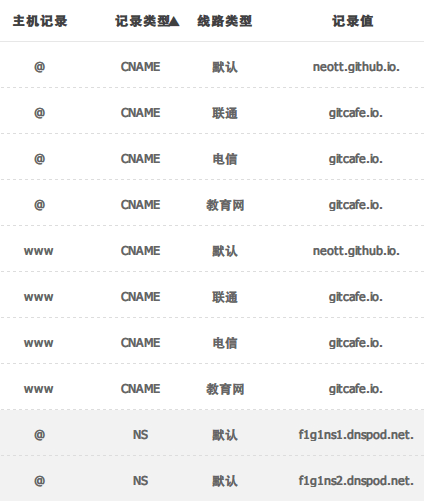 主机记录 记录类型▲ 线路类型 记录值
@ CNAME 默认 neott.github.io.
@ CNAME 联通 gitcafe.io.
@ CNAME 电信 gitcafe.io.
@ CNAME 教育网 gitcafe.io.
www CNAME 默认 neott.github.io.
www CNAME 联通 gitcafe.io.
www CNAME 电信 gitcafe.io.
www CNAME 教育网 gitcafe.io.
@ NS 默认 f1g1ns1.dnspod.net.
@ NS 默认 f1g1ns2.dnspod.net.